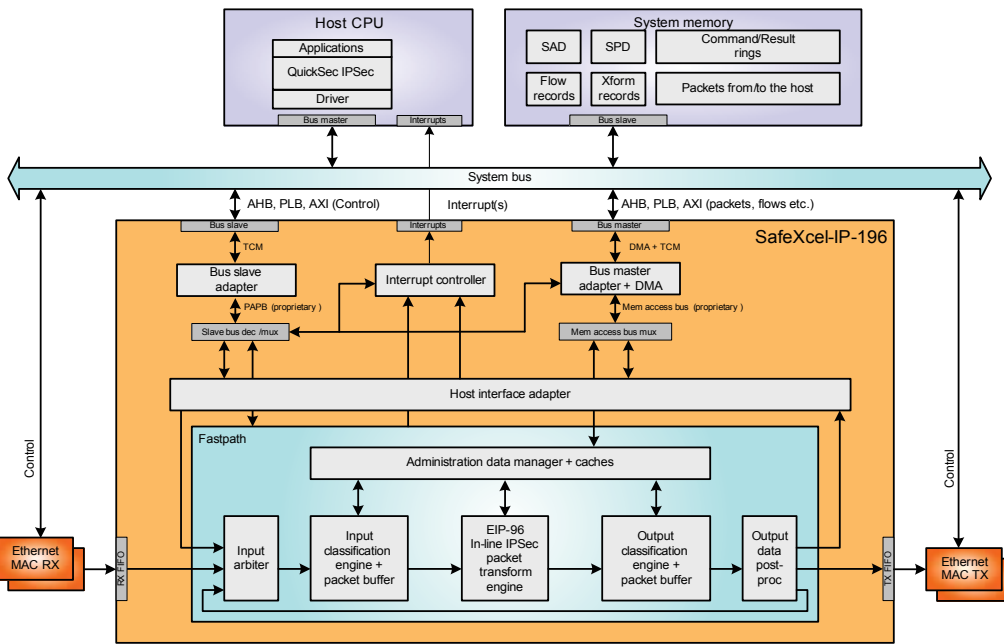 Host CPU
Applications
QuickSec IPSec
Driver
Bus master
Interrupts
System memory
SAD
SPD
Command/Result
rings
Flow
records
Xform
records
Packets from/to the host
Bus slave
System bus
AHB, PLB, AXI (Control)
Interrupt(s)
AHB, PLB, AXI (packets, flows etc.)
Bus slave
Interrupts
Bus master
SafeXcel-IP-196
TCM
DMA + TCM
Bus slave
adapter
Interrupt controller
Bus master
adapter + DMA
PAPB (proprietary )
Mem access bus (proprietary )
Slave bus dec /mux
Mem access bus mux
Host interface adapter
Fastpath
Administration data manager + caches
Control
Control
Ethernet
MAC RX
RX FIFO
Input
arbiter
Input
classification
engine +
packet buffer
EIP-96
In-line IPSec
packet
transform
engine
Output
classification
engine +
packet buffer
Output
data
post-
proc
TX FIFO
Ethernet
MAC TX